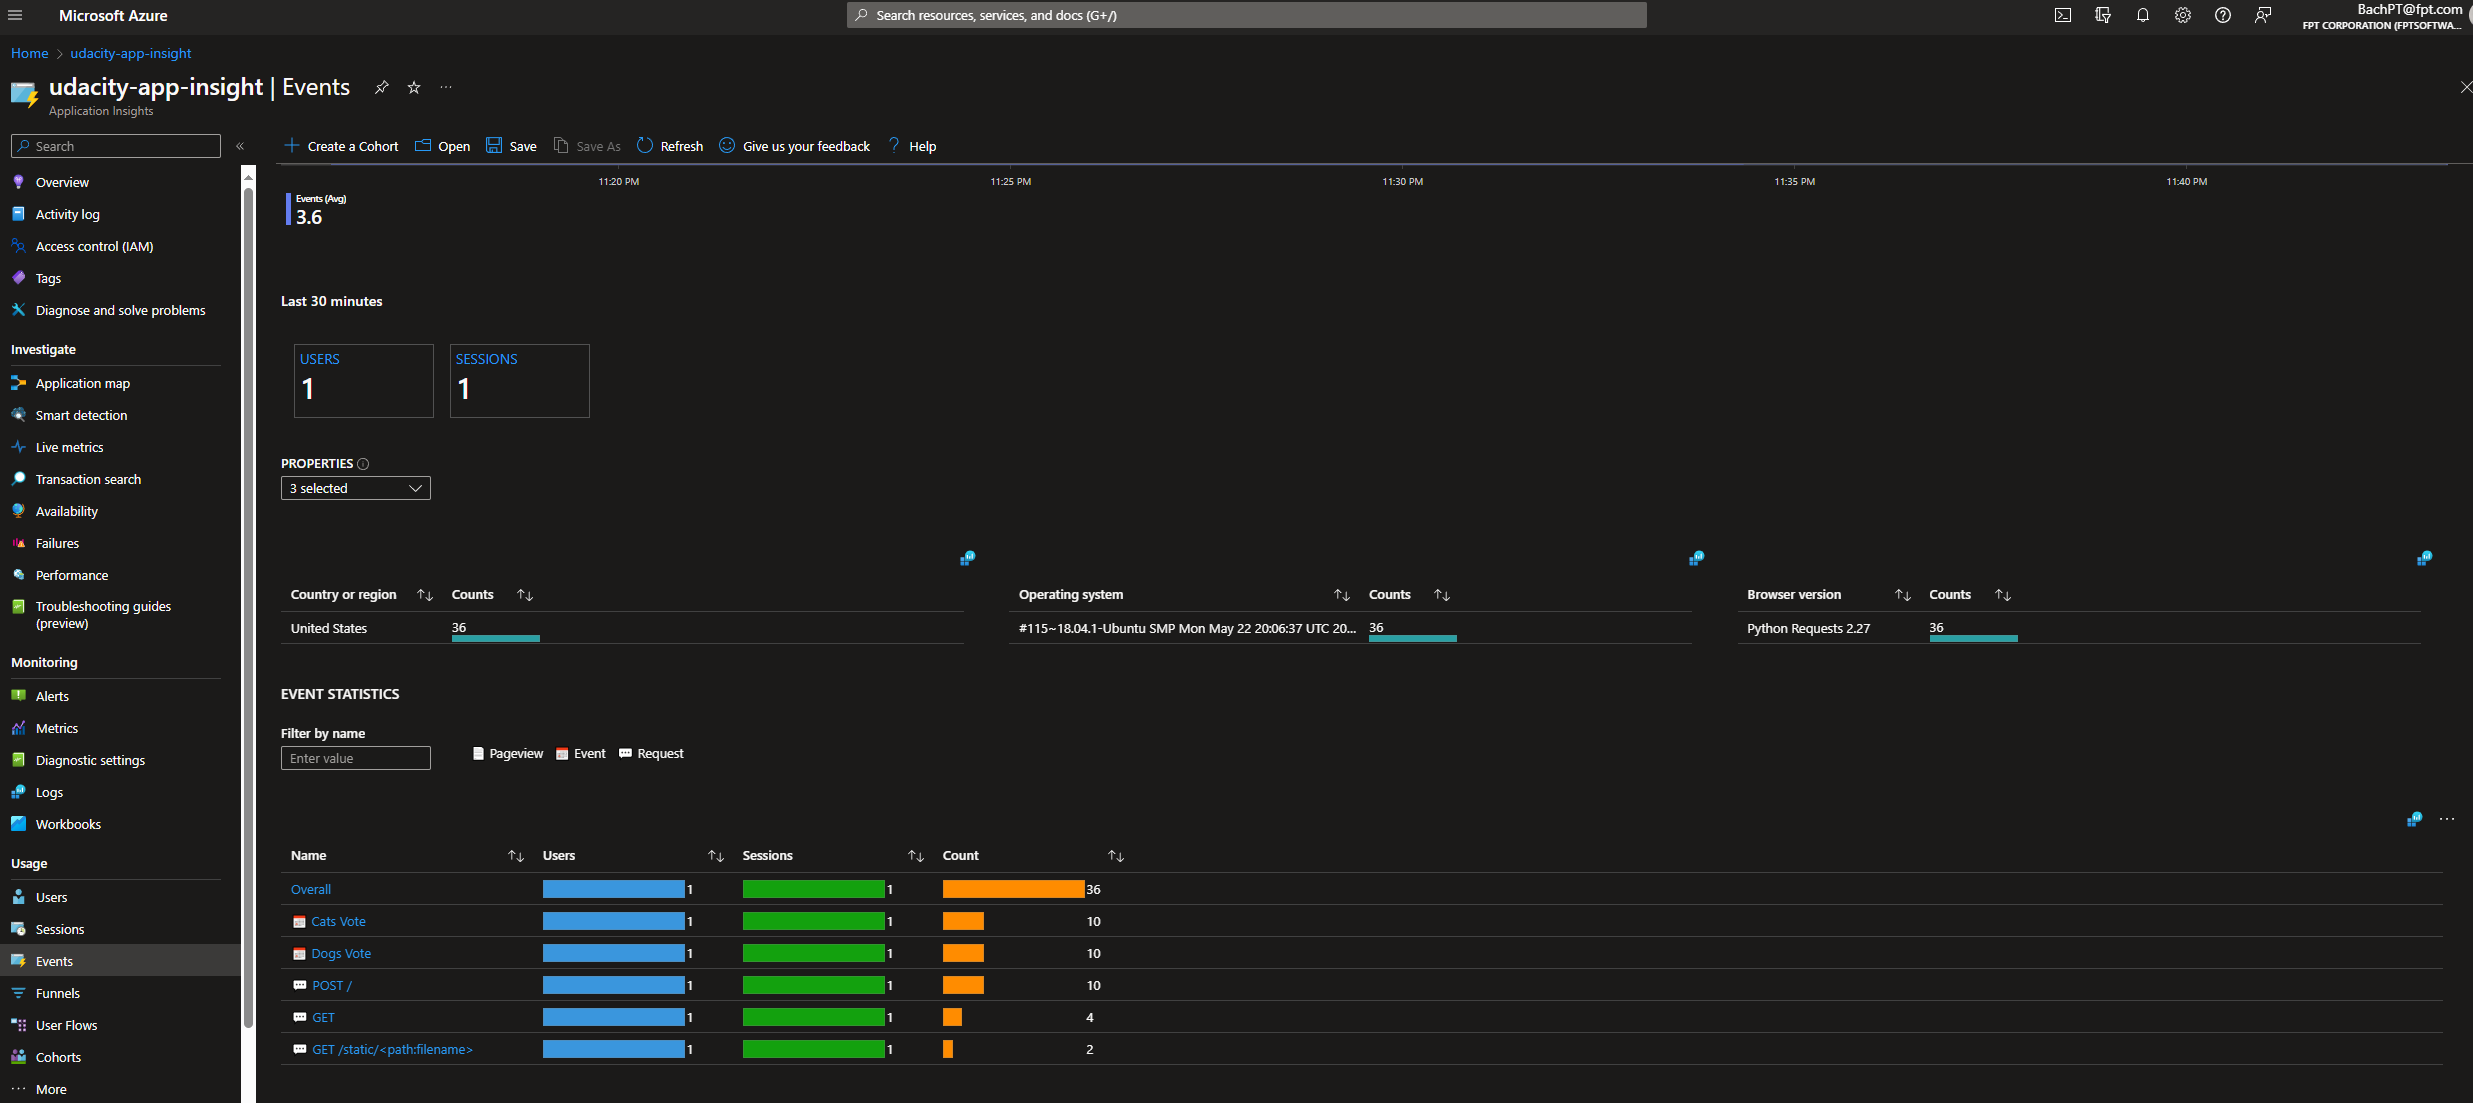 Microsoft Azure
Search resources, services, and docs (G+/)
BachPT@fpt.com
FPT CORPORATION (FPTSOFTWA...
Home > udacity-app-insight
udacity-app-insight | Events
Application Insights
Search
Create a Cohort
Open
Save
Save As
Refresh
Give us your feedback
Help
Overview
Activity log
Access control (IAM)
Tags
Diagnose and solve problems
Investigate
Application map
Smart detection
Live metrics
Transaction search
Availability
Failures
Performance
Troubleshooting guides
(preview)
Monitoring
Alerts
Metrics
Diagnostic settings
Logs
Workbooks
Usage
Users
Sessions
Events
Funnels
User Flows
Cohorts
More
11:20 PM 11:25 PM 11:30 PM 11:35 PM 11:40 PM
Events (Avg)
3.6
Last 30 minutes
USERS
1
SESSIONS
1
PROPERTIES
3 selected
Country or region Counts
United States 36
Operating system Counts
#115~18.04.1-Ubuntu SMP Mon May 22 20:06:37 UTC 20... 36
Browser version Counts
Python Requests 2.27 36
EVENT STATISTICS
Filter by name
Enter value
Pageview Event Request
Name Users Sessions Count
Overall 1 1 36
Cats Vote 1 1 10
Dogs Vote 1 1 10
POST / 1 1 10
GET 1 1 4
GET /static/<path:filename> 1 1 2